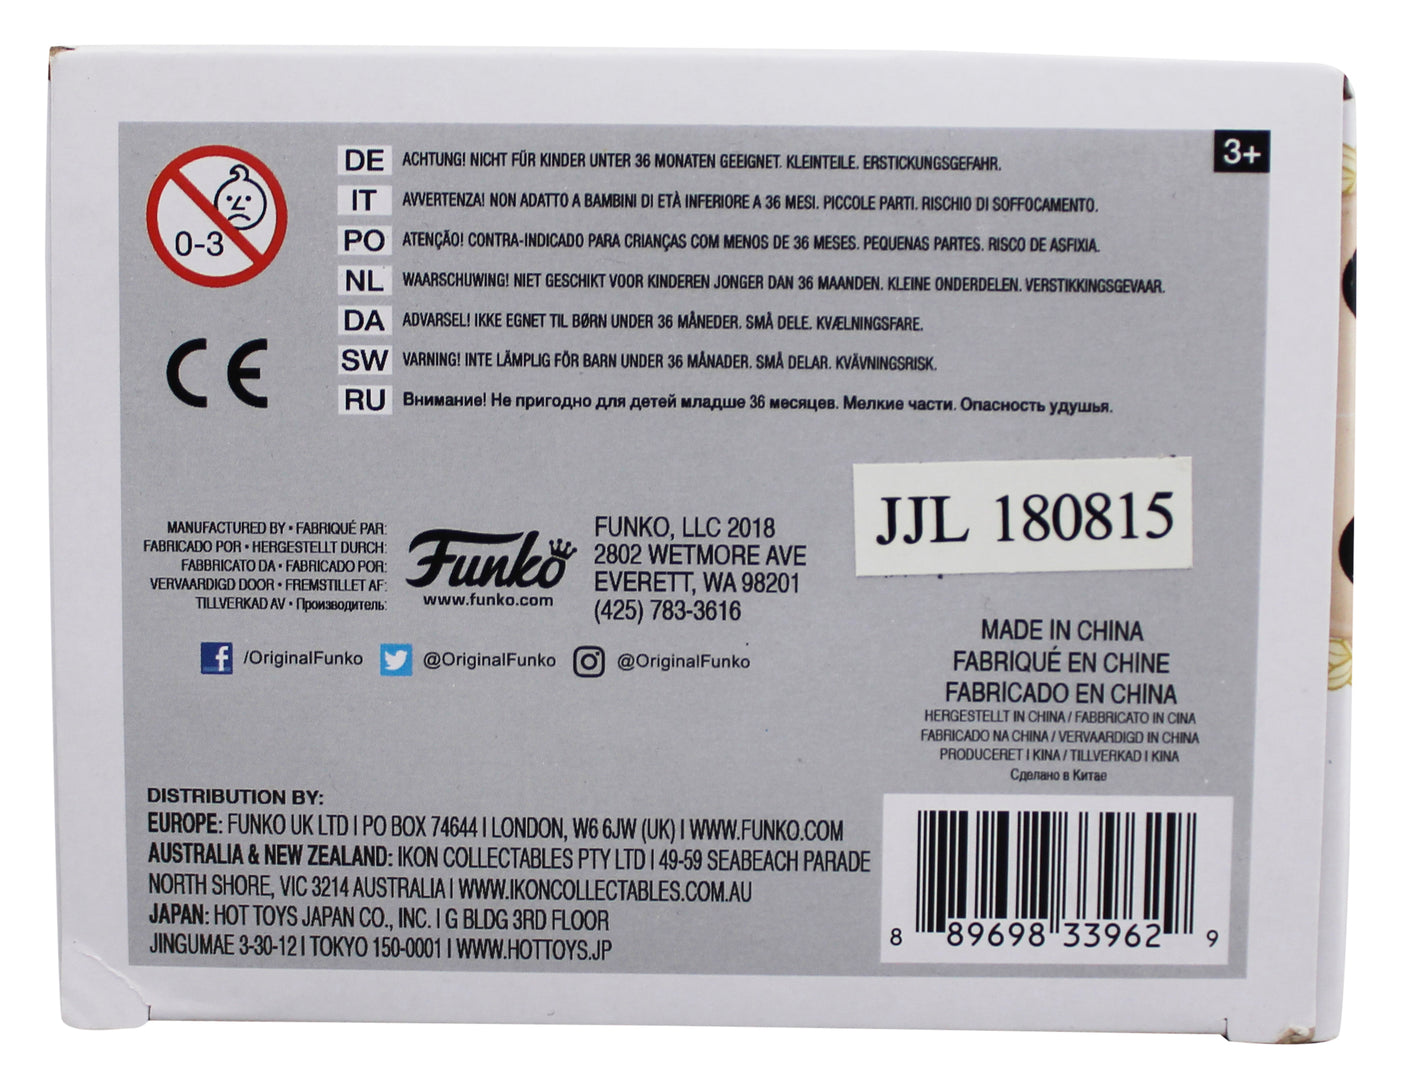 3+
0-3
DE ACHTUNG! NICHT FÜR KINDER UNTER 36 MONATEN GEEIGNET. KLEINTEILE. ERSTICKUNGSGEFAHR.
IT AVVERTENZA! NON ADATTO A BAMBINI DI ETÀ INFERIORE A 36 MESI. PICCOLE PARTI. RISCHIO DI SOFFOCAMENTO.
PO ATENÇÃO! CONTRA-INDICADO PARA CRIANÇAS COM MENOS DE 36 MESES. PEQUENAS PARTES. RISCO DE ASFIXIA.
NL WAARSCHUWING! NIET GESCHIKT VOOR KINDEREN JONGER DAN 36 MAANDEN. KLEINE ONDERDELEN. VERSTIKKINGSGEVAAR.
DA ADVARSEL! IKKE EGNET TIL BØRN UNDER 36 MÅNEDER. SMÅ DELE. KVÆLNINGSFARE.
SW VARNING! INTE LÄMPLIG FÖR BARN UNDER 36 MÅNADER. SMÅ DELAR. KVÄVNINGSRISK.
RU Внимание! Не пригодно для детей младше 36 месяцев. Мелкие части. Опасность удушья.
CE
MANUFACTURED BY • FABRIQUÉ PAR:
FABRICADO POR • HERGESTELLT DURCH:
FABBRICATO DA • FABRICADO POR:
VERVAARDIGD DOOR • FREMSTILLET AF:
TILLVERKAD AV • Производитель:
Funko
www.funko.com
FUNKO, LLC 2018
2802 WETMORE AVE
EVERETT, WA 98201
(425) 783-3616
JJL 180815
/OriginalFunko @OriginalFunko @OriginalFunko
MADE IN CHINA
FABRIQUÉ EN CHINE
FABRICADO EN CHINA
HERGESTELLT IN CHINA / FABBRICATO IN CINA
FABRICADO NA CHINA / VERVAARDIGD IN CHINA
PRODUCERET I KINA / TILLVERKAD I KINA
Сделано в Китае
DISTRIBUTION BY:
EUROPE: FUNKO UK LTD | PO BOX 74644 | LONDON, W6 6JW (UK) | WWW.FUNKO.COM
AUSTRALIA & NEW ZEALAND: IKON COLLECTABLES PTY LTD | 49-59 SEABEACH PARADE
NORTH SHORE, VIC 3214 AUSTRALIA | WWW.IKONCOLLECTABLES.COM.AU
JAPAN: HOT TOYS JAPAN CO., INC. | G BLDG 3RD FLOOR
JINGUMAE 3-30-12 | TOKYO 150-0001 | WWW.HOTTOYS.JP
8 89698 33962 9